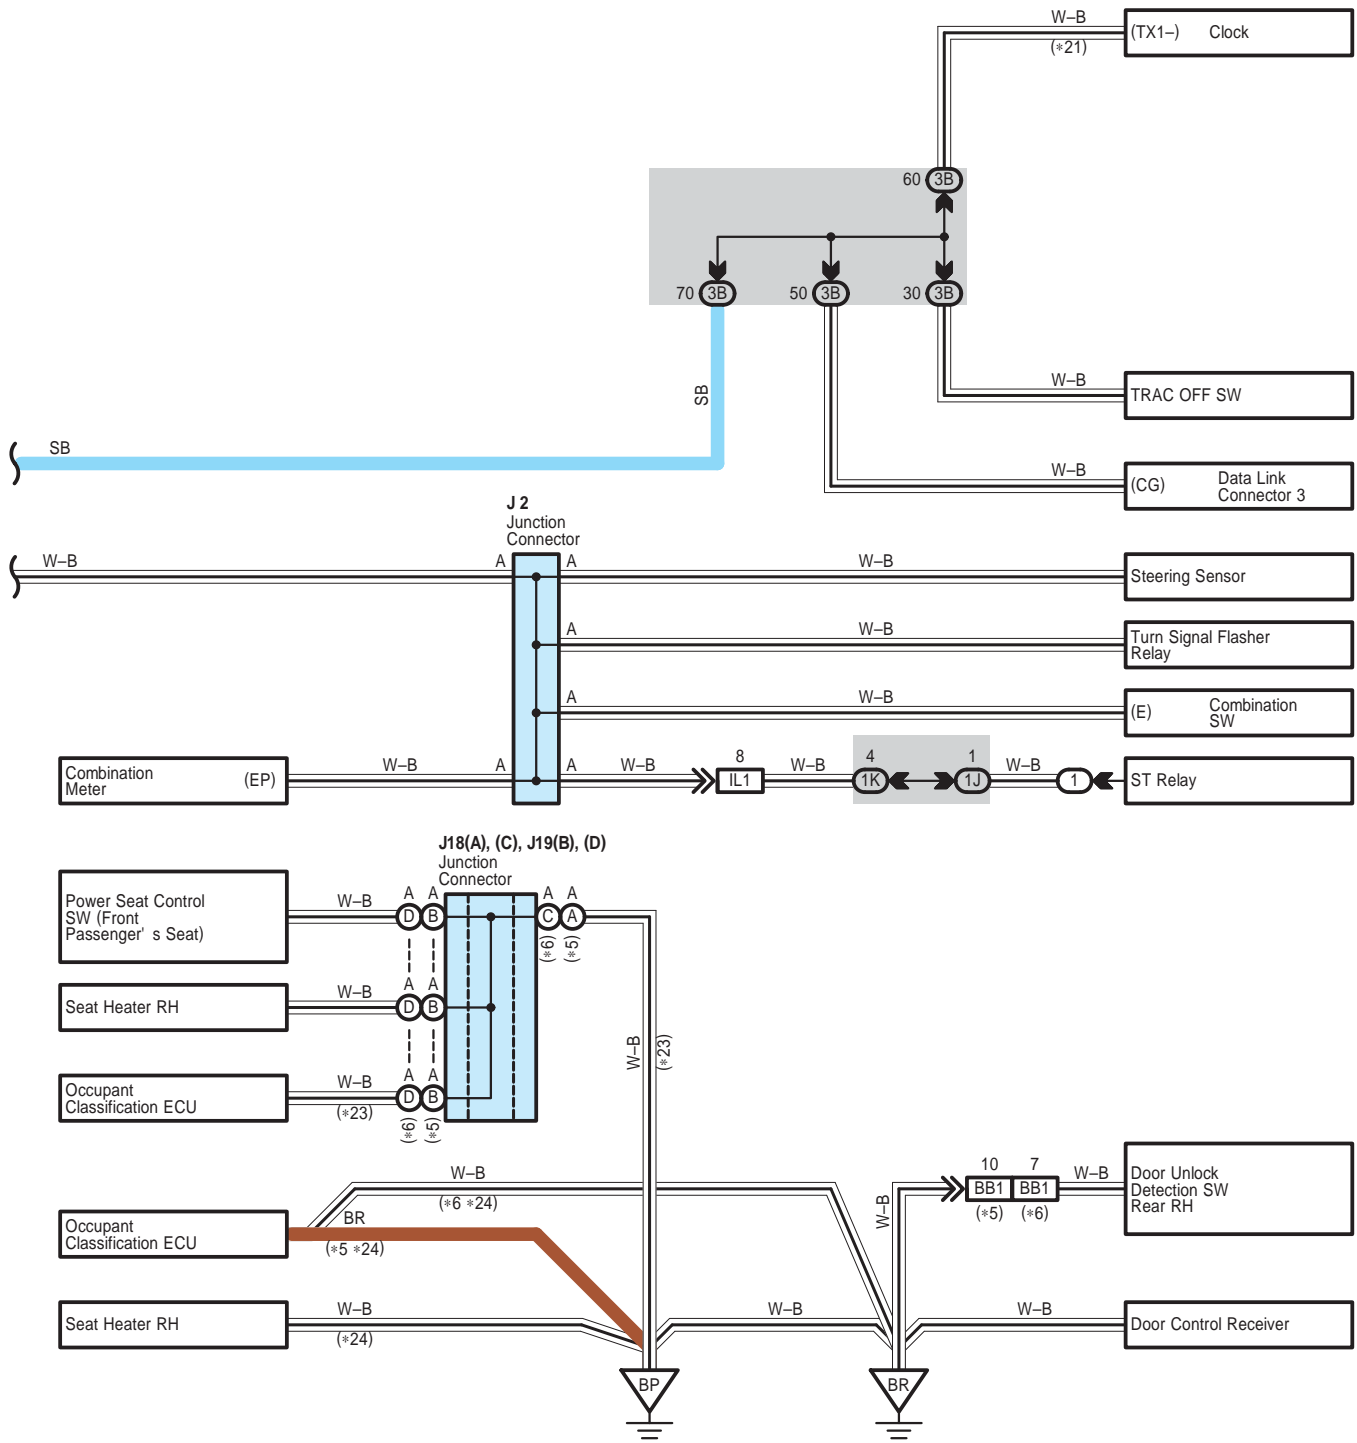 W–B
(TX1–) Clock
(∗21)
60 3B
70 3B 50 3B 30 3B
SB
W–B
TRAC OFF SW
SB
W–B
(CG) Data Link
Connector 3
J 2
Junction
Connector
W–B A A W–B
Steering Sensor
A W–B
Turn Signal Flasher
Relay
A W–B
(E) Combination
SW
Combination
Meter (EP)
W–B A A W–B 8 IL1 W–B 4 1K 1 1J W–B 1
ST Relay
J18(A), (C), J19(B), (D)
Junction
Connector
Power Seat Control
SW (Front
Passenger' s Seat)
W–B A A A A
D B C A
(∗6) (∗5)
A A
Seat Heater RH W–B D B
W–B (∗23)
A A
Occupant
Classification ECU
W–B D B
(∗23)
(∗6) (∗5)
W–B
(∗6 ∗24)
W–B
10 7
BB1 BB1
(∗5) (∗6)
W–B
Door Unlock
Detection SW
Rear RH
Occupant
Classification ECU
BR
(∗5 ∗24)
Seat Heater RH
W–B
(∗24)
W–B
W–B
Door Control Receiver
BP BR